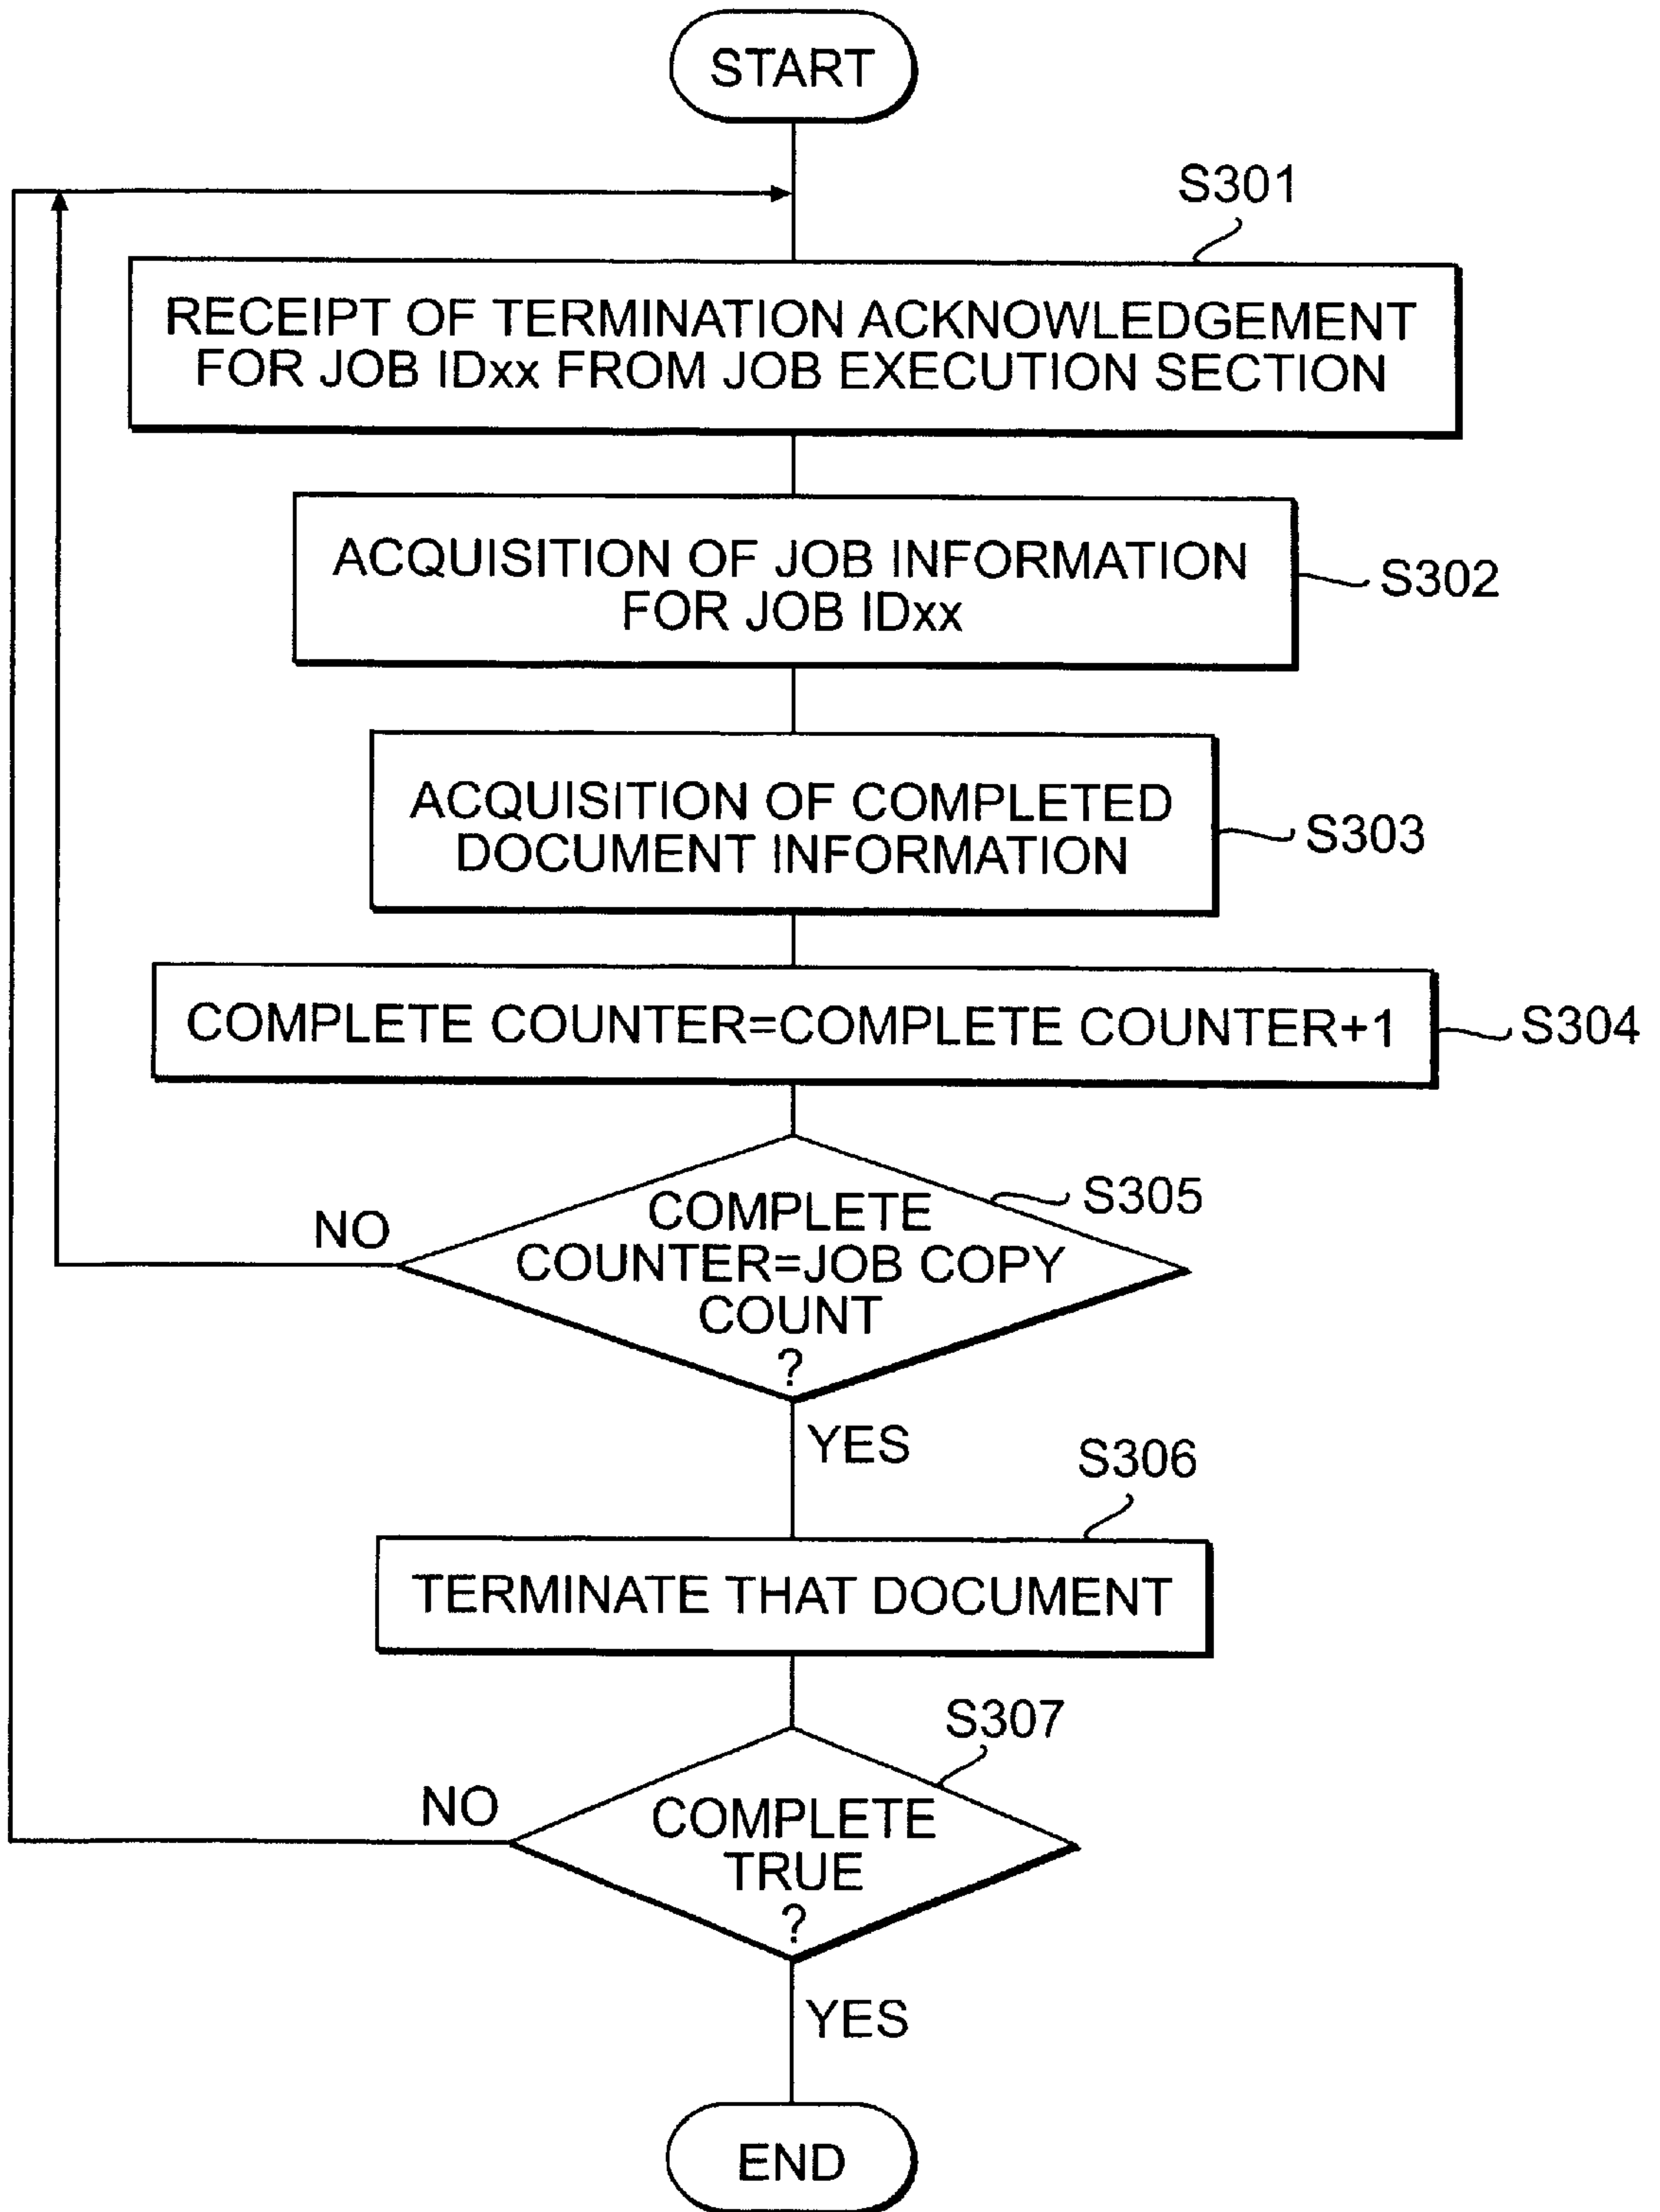 START
S301
RECEIPT OF TERMINATION ACKNOWLEDGEMENT
FOR JOB IDxx FROM JOB EXECUTION SECTION
ACQUISITION OF JOB INFORMATION
FOR JOB IDxx
S302
ACQUISITION OF COMPLETED
DOCUMENT INFORMATION
S303
COMPLETE COUNTER=COMPLETE COUNTER+1
S304
S305
COMPLETE
COUNTER=JOB COPY
COUNT
?
NO
YES
S306
TERMINATE THAT DOCUMENT
S307
COMPLETE
TRUE
?
NO
YES
END